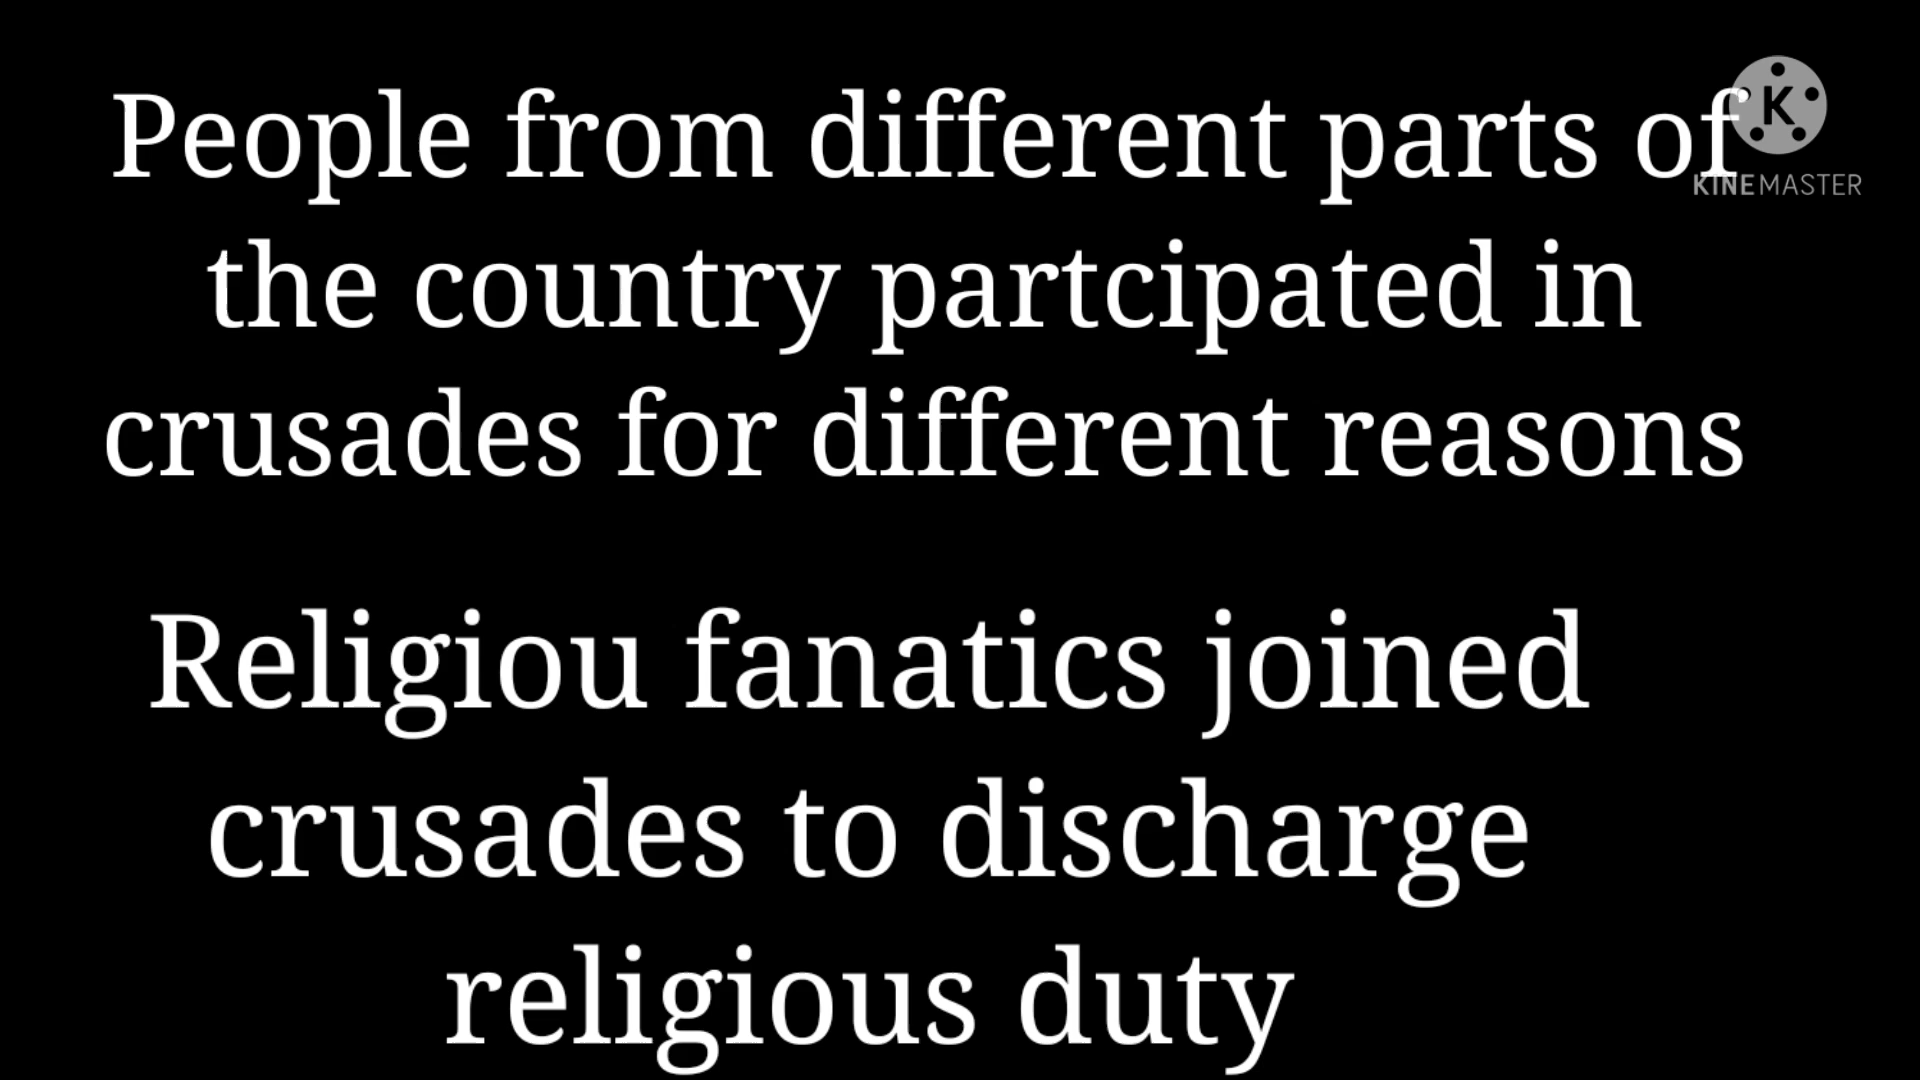 People from different parts of
KINEMASTER
the country partcipated in
crusades for different reasons
Religiou fanatics joined
crusades to discharge
religious duty